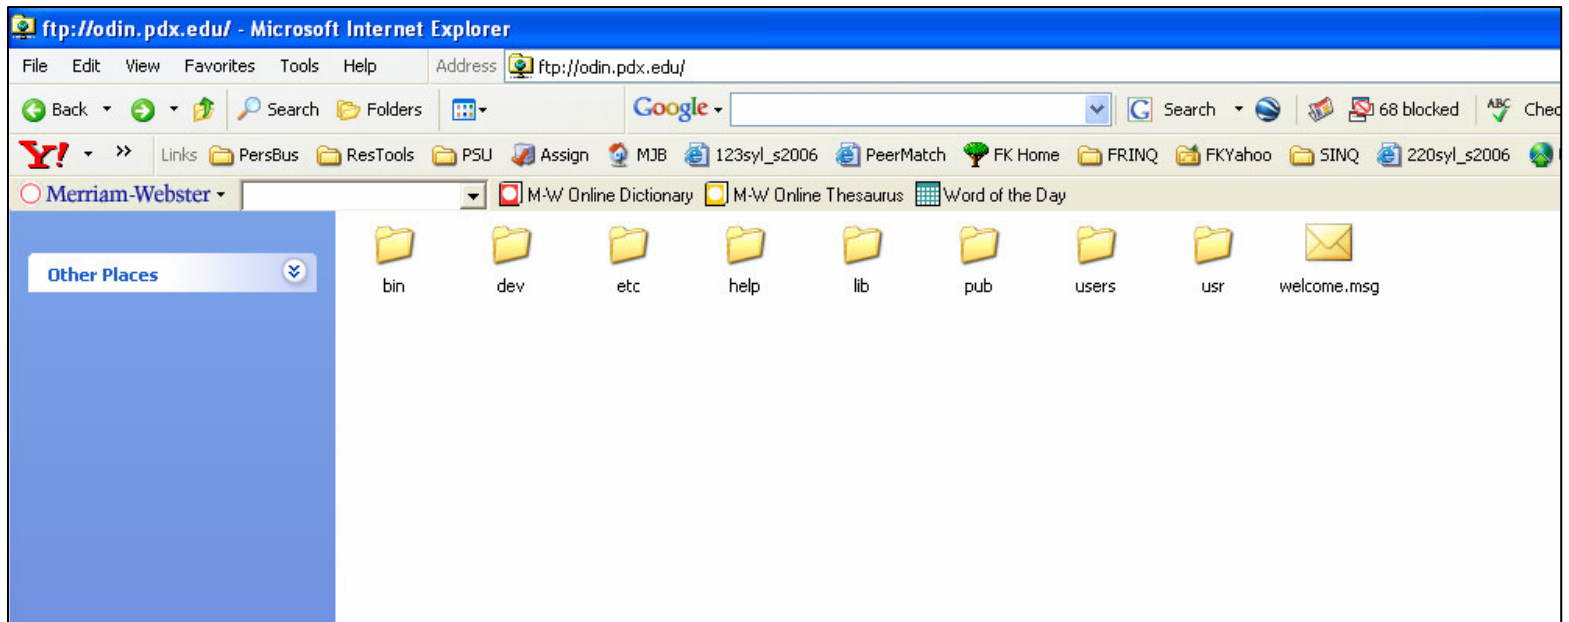 ftp://odin.pdx.edu/ - Microsoft Internet Explorer
File Edit View Favorites Tools Help Address ftp://odin.pdx.edu/
Back Search Folders Google G Search 68 blocked ABC Chec
Y! Links PersBus ResTools PSU Assign MJB 123syl_s2006 PeerMatch FK Home FRINQ FKYahoo SINQ 220syl_s2006
Merriam-Webster M-W Online Dictionary M-W Online Thesaurus Word of the Day
Other Places
bin dev etc help lib pub users usr welcome.msg